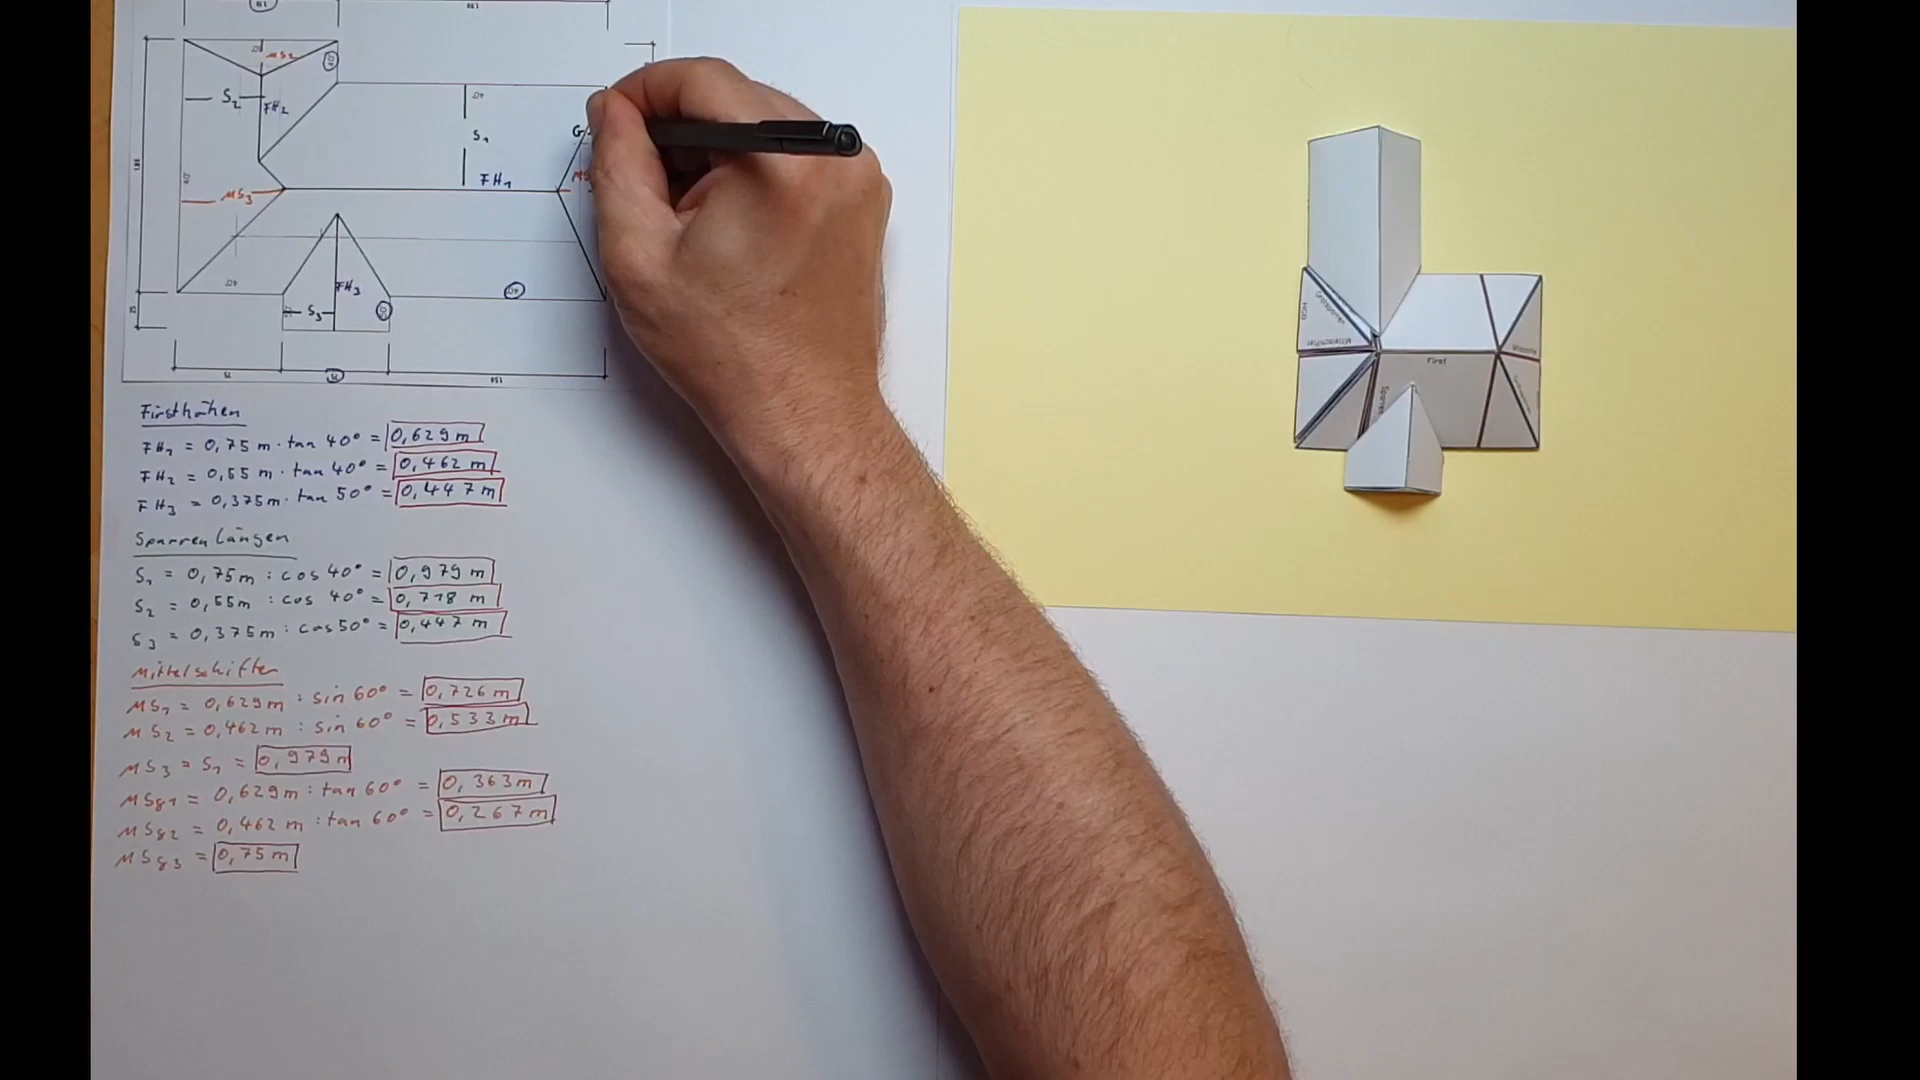 MS₂
S₂
FH₂
40°
S₁
FH₁
MS₃
FH₃
S₃
Firsthöhen
FH₁ = 0,75 m · tan 40° = 0,629 m
FH₂ = 0,55 m · tan 40° = 0,462 m
FH₃ = 0,375 m · tan 50° = 0,447 m
Sparrenlängen
S₁ = 0,75 m : cos 40° = 0,979 m
S₂ = 0,55 m : cos 40° = 0,718 m
S₃ = 0,375 m : cos 50° = 0,447 m
Mittelschifter
MS₁ = 0,629 m : sin 60° = 0,726 m
MS₂ = 0,462 m : sin 60° = 0,533 m
MS₃ = S₁ = 0,979 m
MSg₁ = 0,629 m : tan 60° = 0,363 m
MSg₂ = 0,462 m : tan 60° = 0,267 m
MSg₃ = 0,75 m
Gratsparren
Mittelschifter
First
Sparren